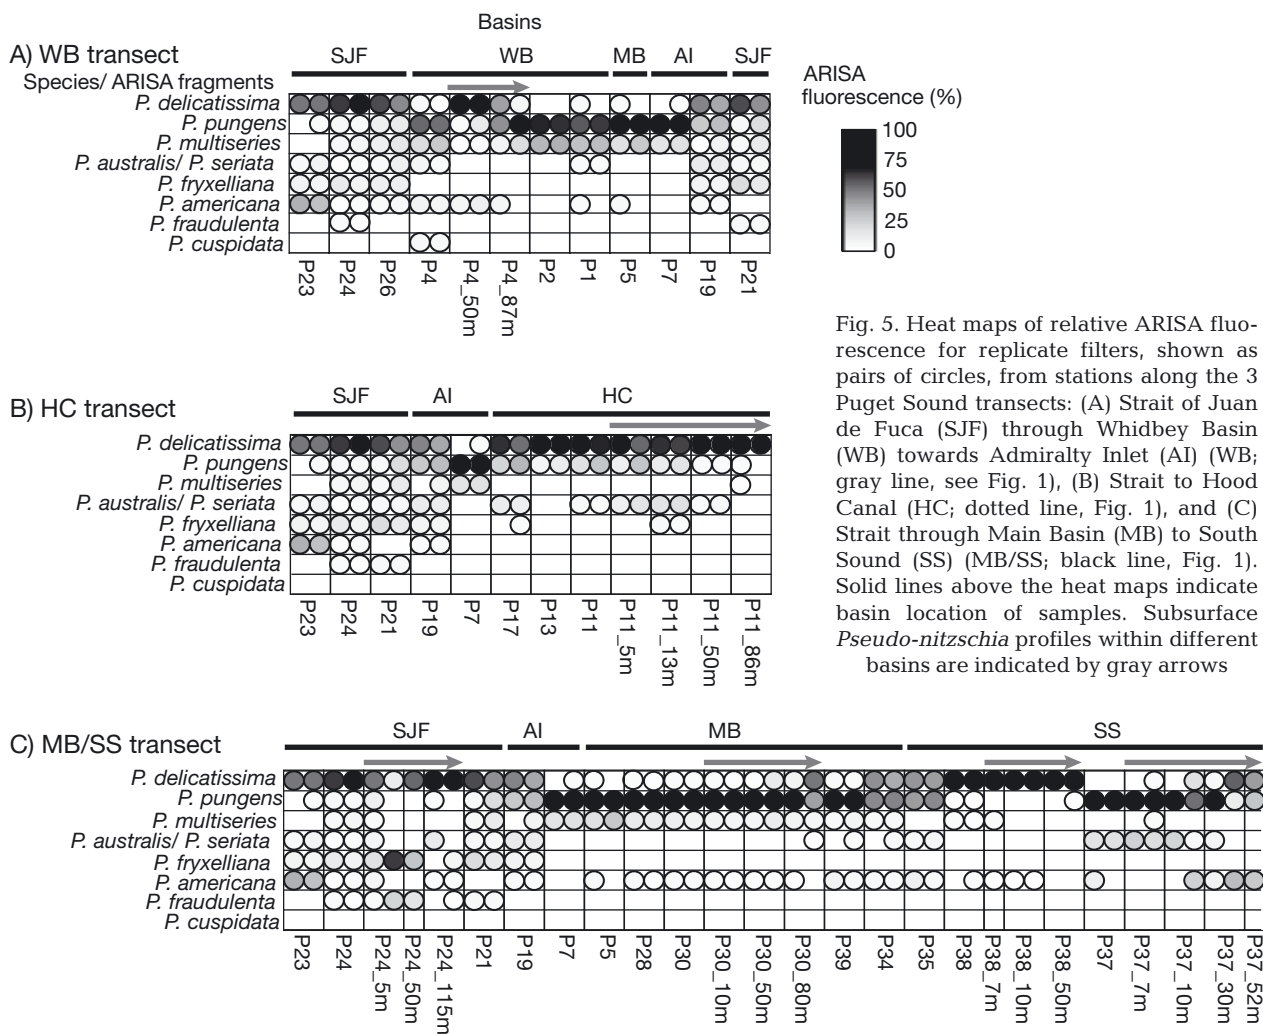 Basins
A) WB transect
SJF WB MB AI SJF
Species/ ARISA fragments
P. delicatissima
P. pungens
P. multiseries
P. australis/ P. seriata
P. fryxelliana
P. americana
P. fraudulenta
P. cuspidata
P23 P24 P26 P4 P4_50m P4_87m P2 P1 P5 P7 P19 P21
ARISA
fluorescence (%)
100
75
50
25
0
Fig. 5. Heat maps of relative ARISA fluo-
rescence for replicate filters, shown as
pairs of circles, from stations along the 3
Puget Sound transects: (A) Strait of Juan
de Fuca (SJF) through Whidbey Basin
(WB) towards Admiralty Inlet (AI) (WB;
gray line, see Fig. 1), (B) Strait to Hood
Canal (HC; dotted line, Fig. 1), and (C)
Strait through Main Basin (MB) to South
Sound (SS) (MB/SS; black line, Fig. 1).
Solid lines above the heat maps indicate
basin location of samples. Subsurface
Pseudo-nitzschia profiles within different
basins are indicated by gray arrows
B) HC transect
SJF AI HC
P. delicatissima
P. pungens
P. multiseries
P. australis/ P. seriata
P. fryxelliana
P. americana
P. fraudulenta
P. cuspidata
P23 P24 P21 P19 P7 P17 P13 P11 P11_5m P11_13m P11_50m P11_86m
C) MB/SS transect
SJF AI MB SS
P. delicatissima
P. pungens
P. multiseries
P. australis/ P. seriata
P. fryxelliana
P. americana
P. fraudulenta
P. cuspidata
P23 P24 P24_5m P24_50m P24_115m P21 P19 P7 P5 P28 P30 P30_10m P30_50m P30_80m P39 P34 P35 P38 P38_7m P38_10m P38_50m P37 P37_7m P37_10m P37_30m P37_52m